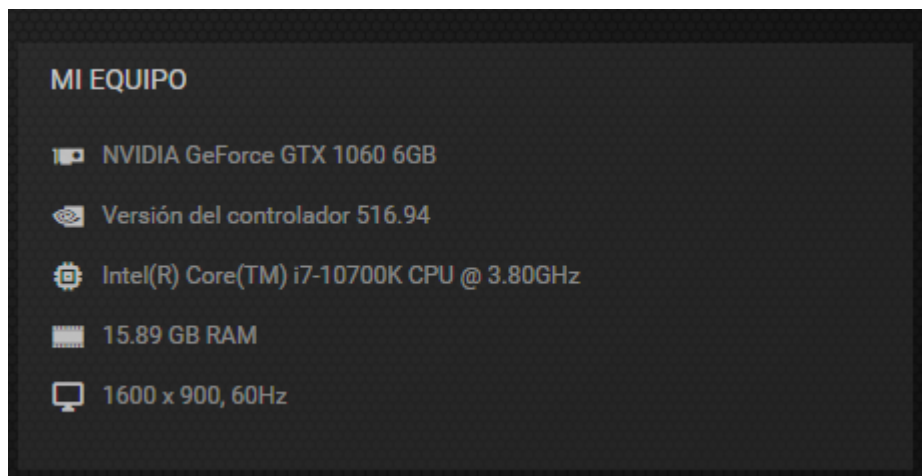 MI EQUIPO
NVIDIA GeForce GTX 1060 6GB
Versión del controlador 516.94
Intel(R) Core(TM) i7-10700K CPU @ 3.80GHz
15.89 GB RAM
1600 x 900, 60Hz